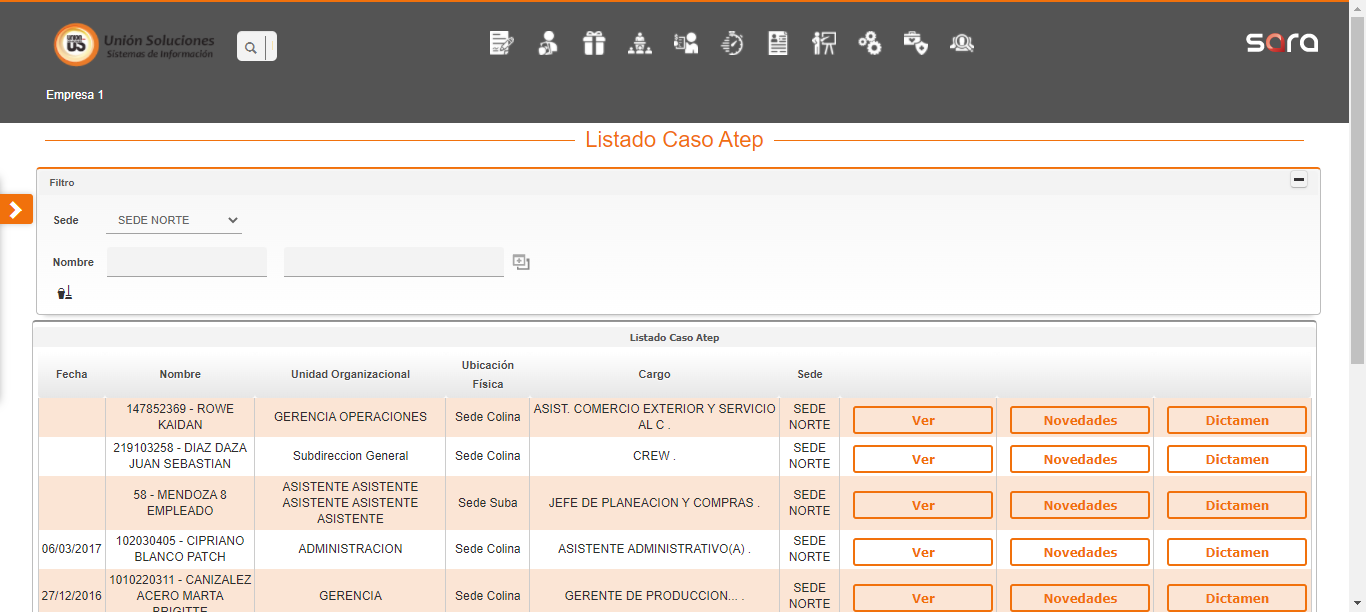 UNION
US
Unión Soluciones
Sistemas de Información
sara
Empresa 1
Listado Caso Atep
Filtro
Sede SEDE NORTE
Nombre
Listado Caso Atep
Fecha Nombre Unidad Organizacional Ubicación Física Cargo Sede
147852369 - ROWE KAIDAN GERENCIA OPERACIONES Sede Colina ASIST. COMERCIO EXTERIOR Y SERVICIO AL C . SEDE NORTE Ver Novedades Dictamen
219103258 - DIAZ DAZA JUAN SEBASTIAN Subdireccion General Sede Colina CREW . SEDE NORTE Ver Novedades Dictamen
58 - MENDOZA 8 EMPLEADO ASISTENTE ASISTENTE ASISTENTE ASISTENTE ASISTENTE Sede Suba JEFE DE PLANEACION Y COMPRAS . SEDE NORTE Ver Novedades Dictamen
06/03/2017 102030405 - CIPRIANO BLANCO PATCH ADMINISTRACION Sede Colina ASISTENTE ADMINISTRATIVO(A) . SEDE NORTE Ver Novedades Dictamen
27/12/2016 1010220311 - CANIZALEZ ACERO MARTA BRIGITTE GERENCIA Sede Colina GERENTE DE PRODUCCION... . SEDE NORTE Ver Novedades Dictamen